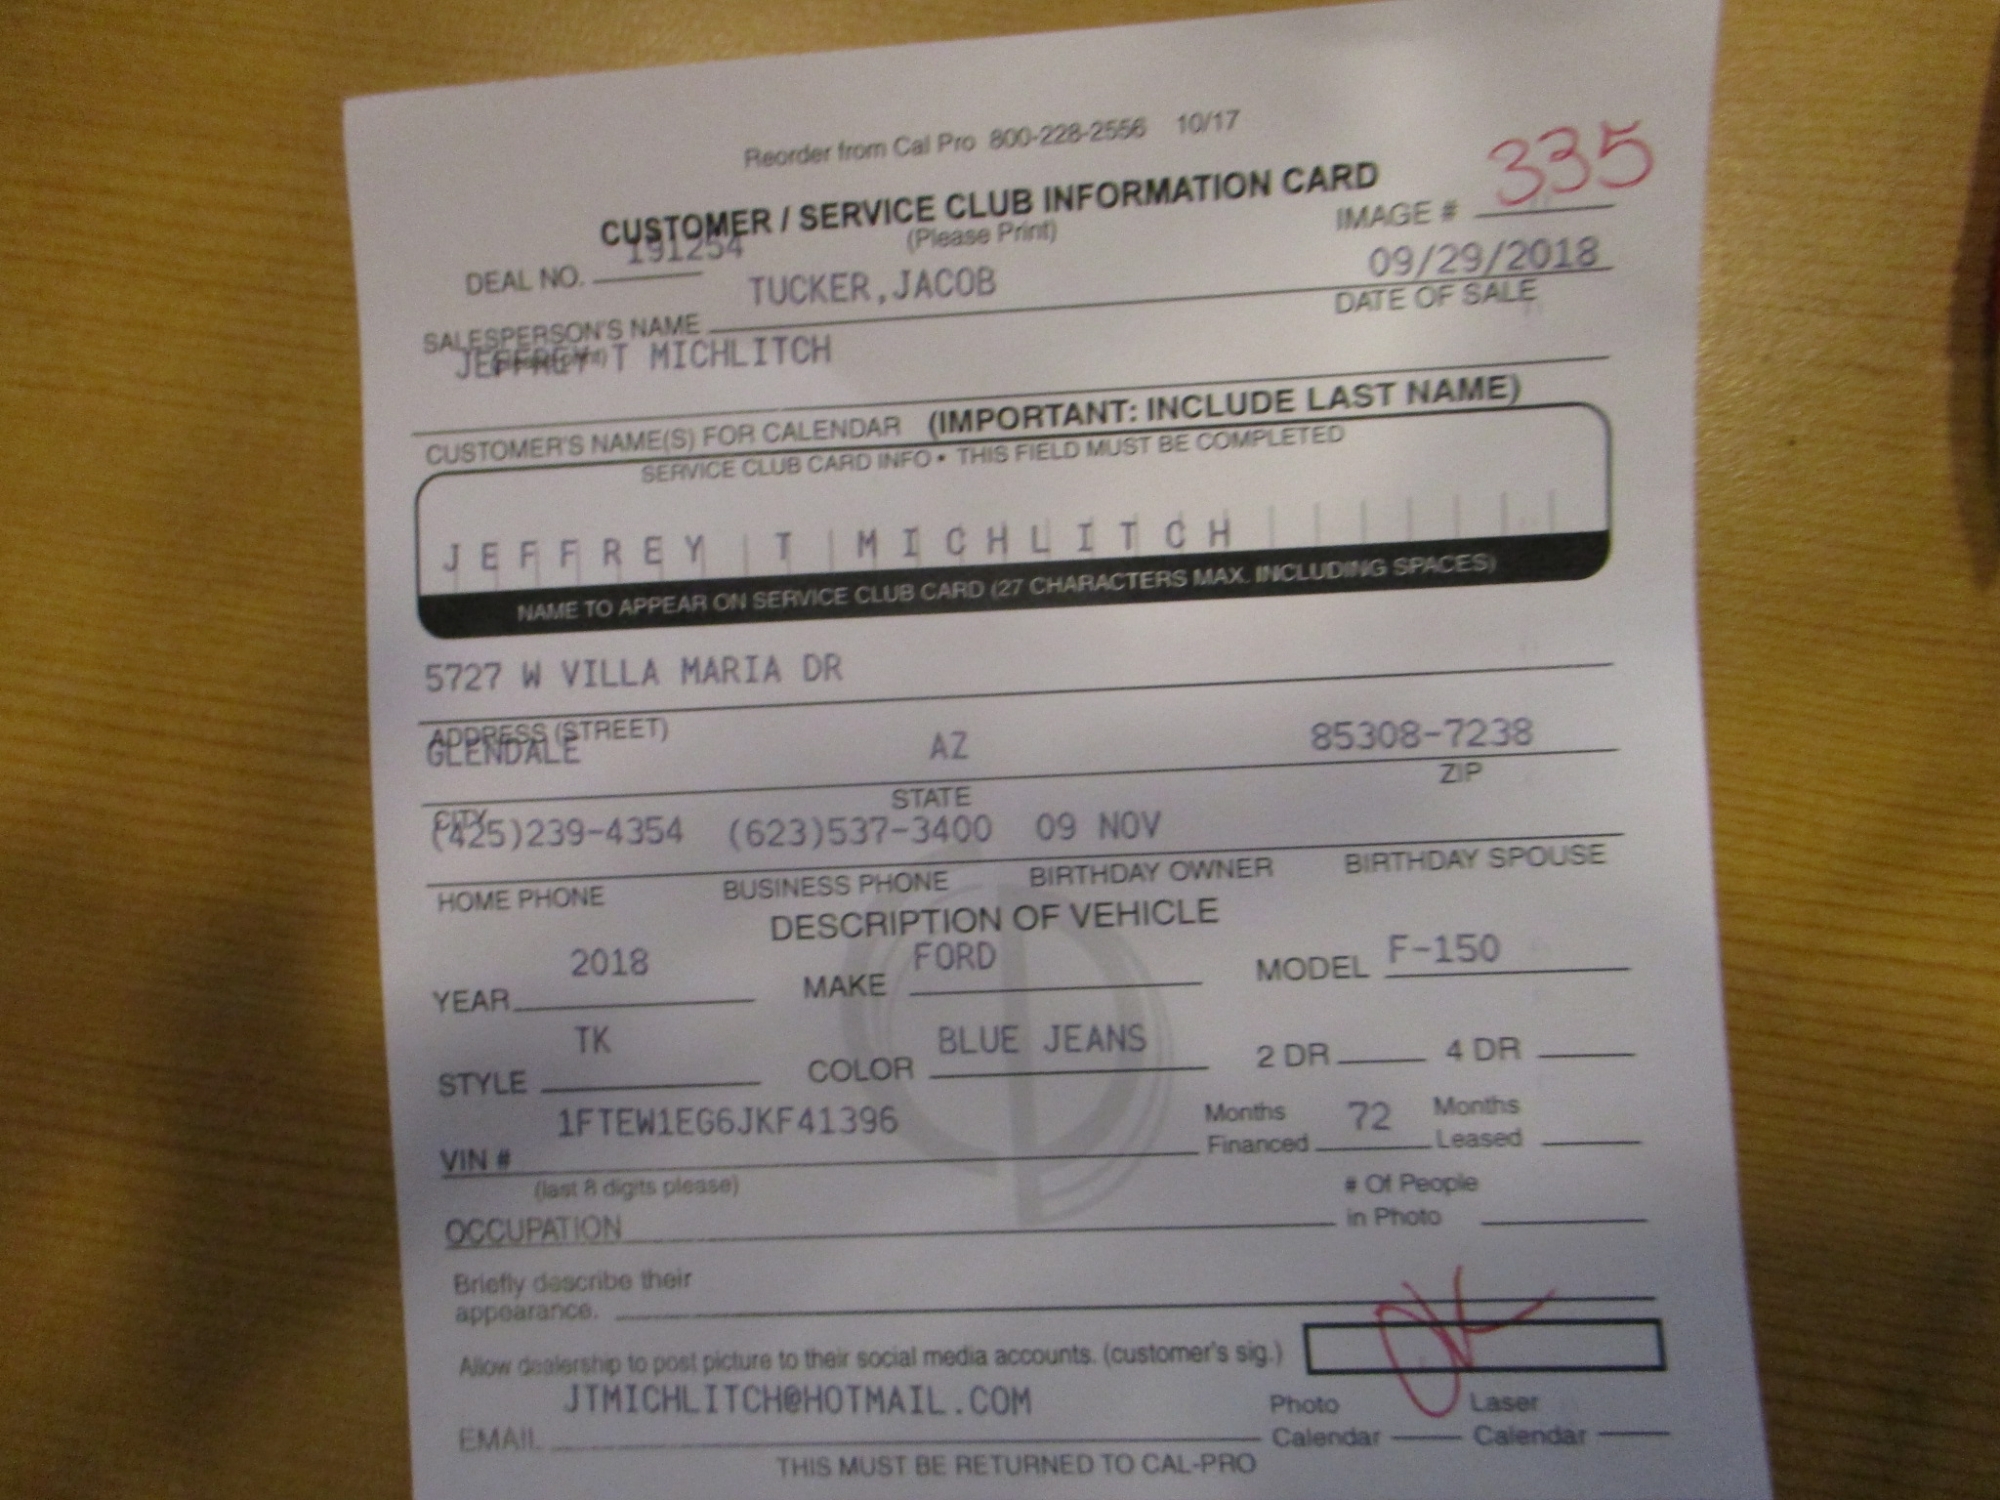 Reorder from Cal Pro 800-228-2556 10/17
CUSTOMER / SERVICE CLUB INFORMATION CARD
(Please Print)
IMAGE # 335
DEAL NO. 191254
TUCKER,JACOB
09/29/2018
SALESPERSON'S NAME
DATE OF SALE
JEFFREY T MICHLITCH
CUSTOMER'S NAME(S) FOR CALENDAR (IMPORTANT: INCLUDE LAST NAME)
SERVICE CLUB CARD INFO • THIS FIELD MUST BE COMPLETED
JEFFREY T MICHLITCH
NAME TO APPEAR ON SERVICE CLUB CARD (27 CHARACTERS MAX. INCLUDING SPACES)
5727 W VILLA MARIA DR
ADDRESS (STREET)
GLENDALE AZ 85308-7238
CITY STATE ZIP
(425)239-4354 (623)537-3400 09 NOV
HOME PHONE BUSINESS PHONE BIRTHDAY OWNER BIRTHDAY SPOUSE
DESCRIPTION OF VEHICLE
YEAR 2018 MAKE FORD MODEL F-150
STYLE TK COLOR BLUE JEANS 2 DR 4 DR
VIN # 1FTEW1EG6JKF41396 Months Financed 72 Months Leased
(last 8 digits please)
OCCUPATION # Of People in Photo
Briefly describe their
appearance.
Allow dealership to post picture to their social media accounts. (customer's sig.)
EMAIL JTMICHLITCH@HOTMAIL.COM Photo Calendar Laser Calendar
THIS MUST BE RETURNED TO CAL-PRO